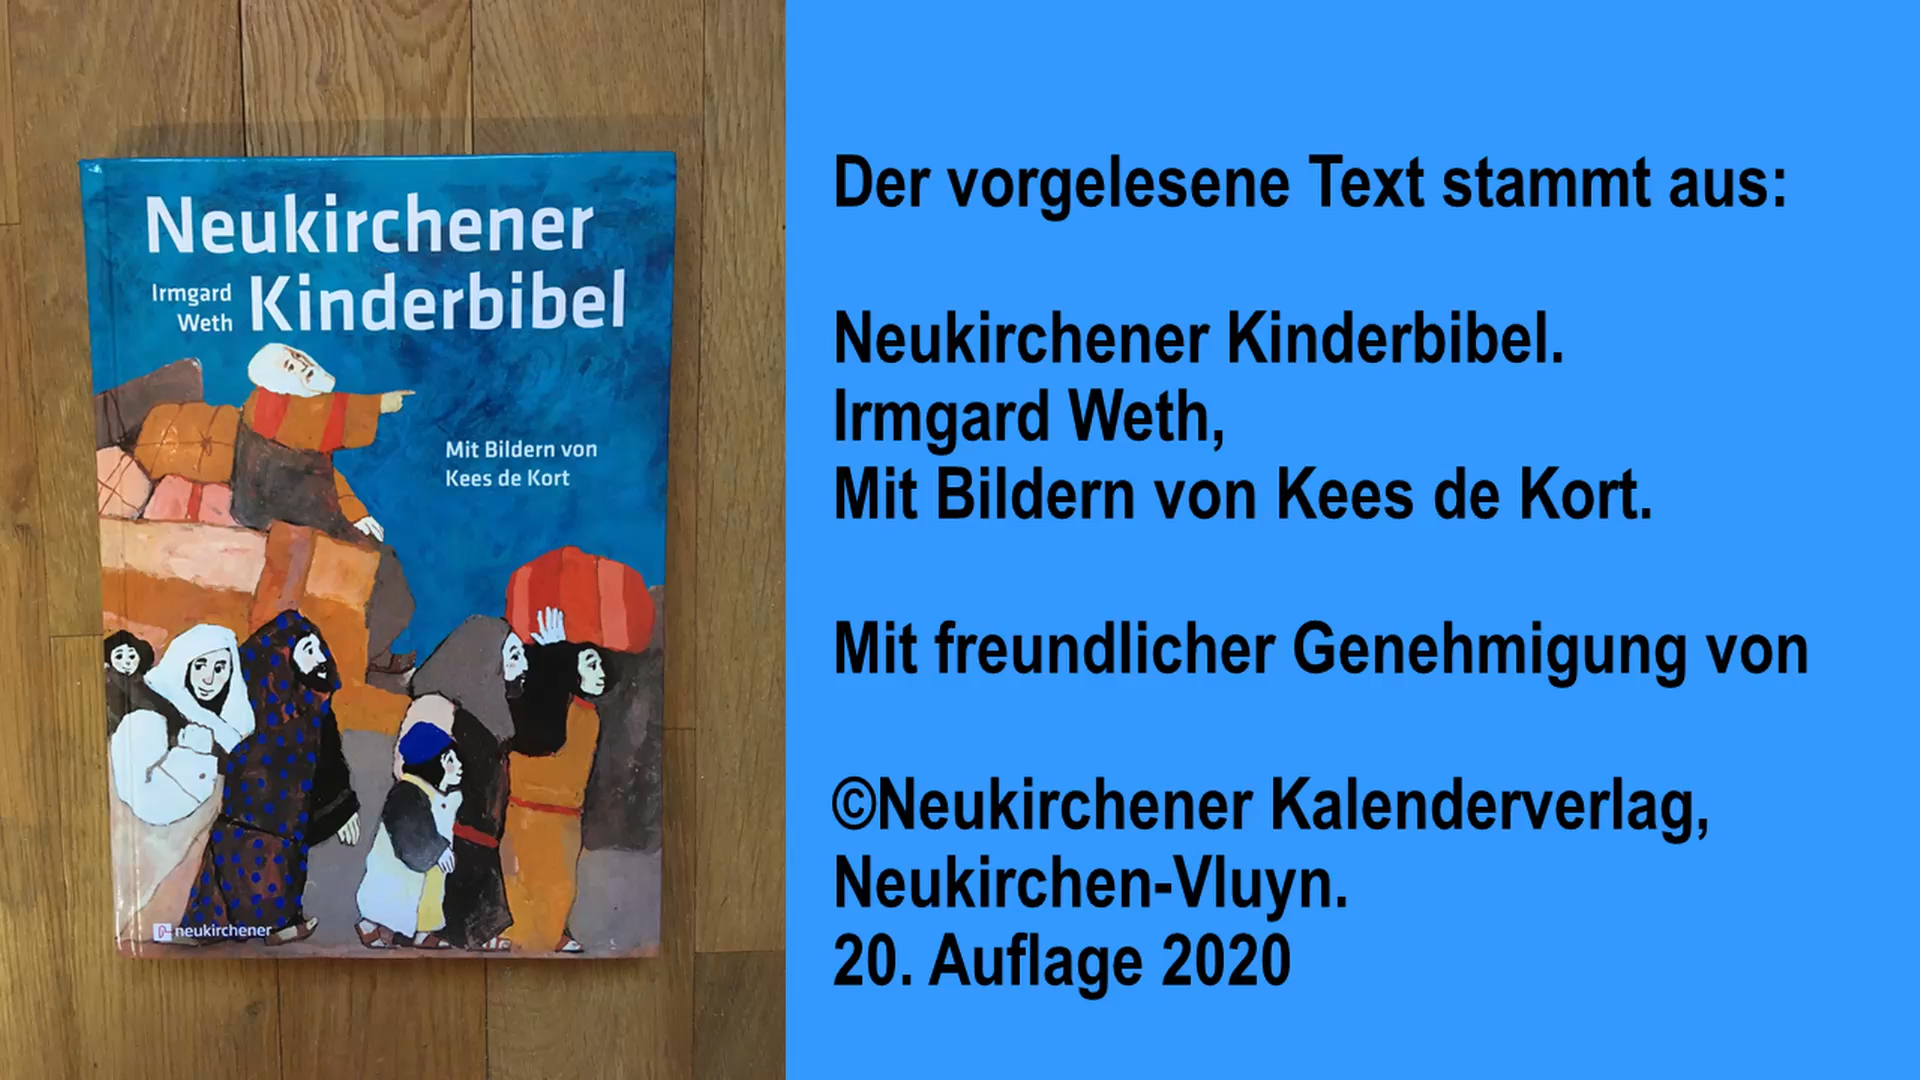 Neukirchener
Irmgard
Weth
Kinderbibel
Mit Bildern von
Kees de Kort
neukirchener
Der vorgelesene Text stammt aus:
Neukirchener Kinderbibel.
Irmgard Weth,
Mit Bildern von Kees de Kort.
Mit freundlicher Genehmigung von
©Neukirchener Kalenderverlag,
Neukirchen-Vluyn.
20. Auflage 2020